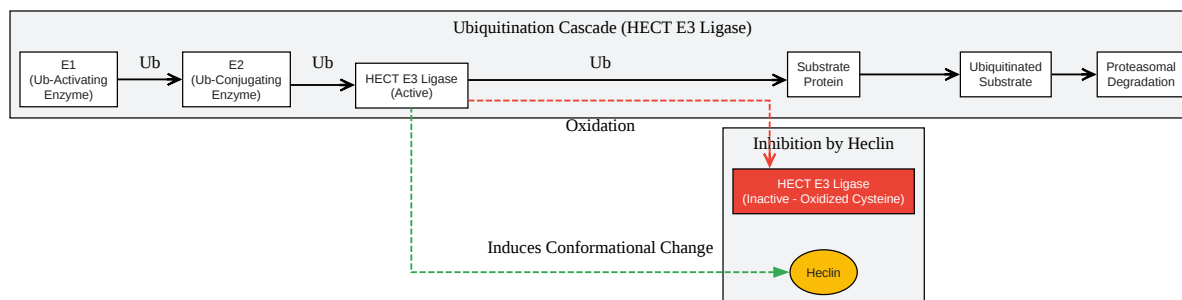 Ubiquitination Cascade (HECT E3 Ligase)
E1
(Ub-Activating
Enzyme)
Ub
E2
(Ub-Conjugating
Enzyme)
Ub
HECT E3 Ligase
(Active)
Ub
Substrate
Protein
Ubiquitinated
Substrate
Proteasomal
Degradation
Oxidation
Inhibition by Heclin
HECT E3 Ligase
(Inactive - Oxidized Cysteine)
Induces Conformational Change
Heclin